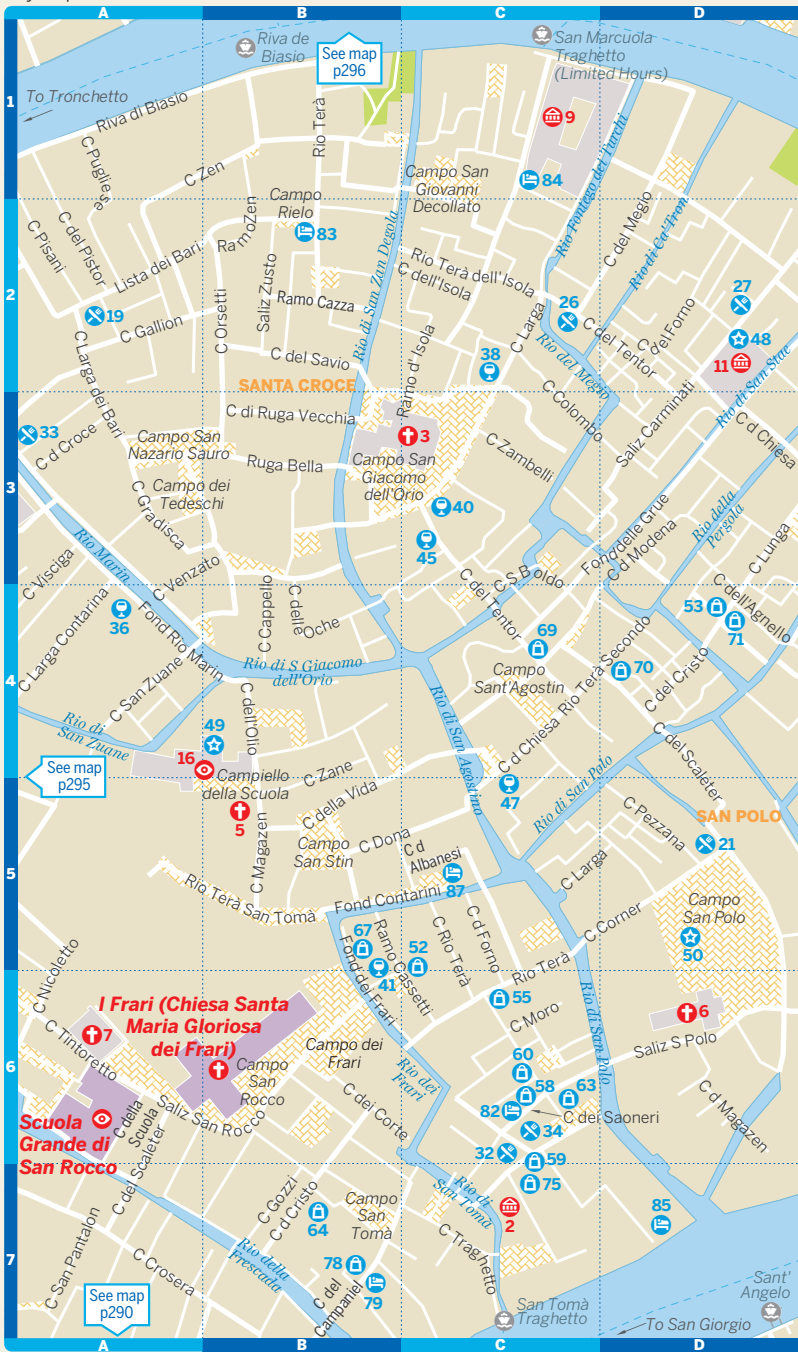 A B C D
Riva de
Biasio
See map
p296
San Marcuola
Traghetto
(Limited Hours)
1
To Tronchetto
Riva di Biasio
Rio Terà
9
C Pugliese
C Zen
Campo San
Giovanni
Decollato
84
Rio Fontego dei Turchi
Campo
Rielo
83
C del Megio
Rio di Ca'Tron
C Pisani
C del Pistor
Lista dei Bari
Ra moZen
Rio di San Zan Degola
Rio Terà dell'Isola
C dell'Isola
2
27
19
C Gallion
C Orsetti
Saliz Zusto
Ramo Cazza
C Larga
26
C del Tentor
C del Forno
48
11
C Larga dei Bari
C del Savio
Ramo d' Isola
38
Rio del Megio
Rio di San Stae
SANTA CROCE
C di Ruga Vecchia
C Colombo
Saliz Carminati
33
C d Croce
Campo San
Nazario Sauro
3
C Zambelli
C d Chiesa
3
Ruga Bella
Campo San
Giacomo
dell'Orio
Campo dei
Tedeschi
C Gradisca
40
45
Fond delle Grue
C d Modena
Rio della
Pergola
C Lunga
Rio Marin
C Visciga
C Venzato
C S Boldo
C del Tentor
C Larga Contarina
36
Fond Rio Marin
C Cappello
C delle
Oche
53
C dell'Agnello
71
69
4
Rio di S Giacomo
dell'Orio
Campo
Sant'Agostin
Rio Terà Secondo
70
C del Cristo
C San Zuane
Rio di
San Zuane
49
C dell'Olio
Rio di San Agostino
C d Chiesa
C del Scaleter
16
See map
p295
Campiello
della Scuola
C Zane
47
Rio di San Polo
5
C della Vida
C Magazen
Campo
San Stin
C Dona
C d
Albanesi
C Pezzana
SAN POLO
21
5
Rio Terà San Tomà
Fond Contarini
87
C Larga
Campo
San Polo
C Nicoletto
67
Ramo Cassetti
52
C Rio Terà
C d Forno
Rio Terà
C Corner
50
41
Fond dei Frari
55
I Frari (Chiesa Santa
Maria Gloriosa
dei Frari)
7
C Tintoretto
C Moro
Rio di San Polo
6
6
Campo
San
Rocco
Campo dei
Frari
Rio dei
Frari
60
58
63
Saliz S Polo
82
C dei Saoneri
C d Magazen
Scuola
Grande di
San Rocco
C della
Scuola
Saliz San Rocco
C dei Corte
34
32
59
C del Scaleter
75
Rio di
San Tomà
2
C Gozzi
C d Cristo
64
Campo
San
Tomà
85
C San Pantalon
C Crosera
Rio della
Frescada
C Traghetto
7
78
79
C del
Campaniel
See map
p290
San Tomà
Traghetto
Sant'
Angelo
To San Giorgio
A B C D